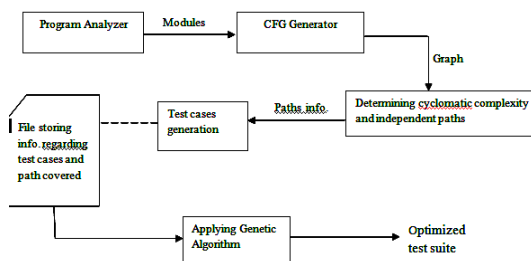 Program Analyzer
Modules
CFG Generator
Graph
Determining cyclomatic complexity
and independent paths
Paths info.
Test cases
generation
File storing
info. regarding
test cases and
path covered
Applying Genetic
Algorithm
Optimized
test suite